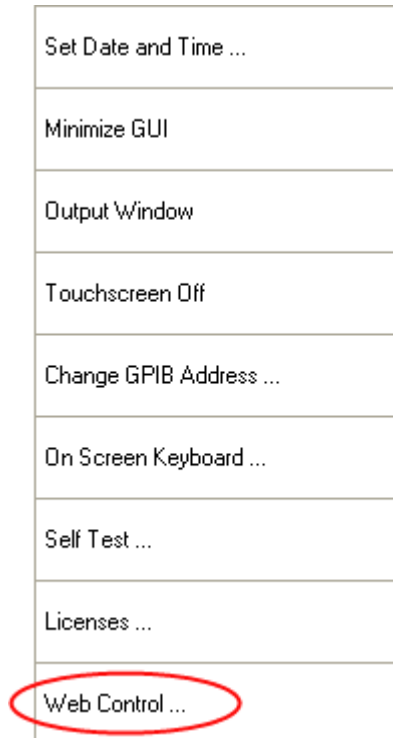 Set Date and Time ...
Minimize GUI
Output Window
Touchscreen Off
Change GPIB Address ...
On Screen Keyboard ...
Self Test ...
Licenses ...
Web Control ...